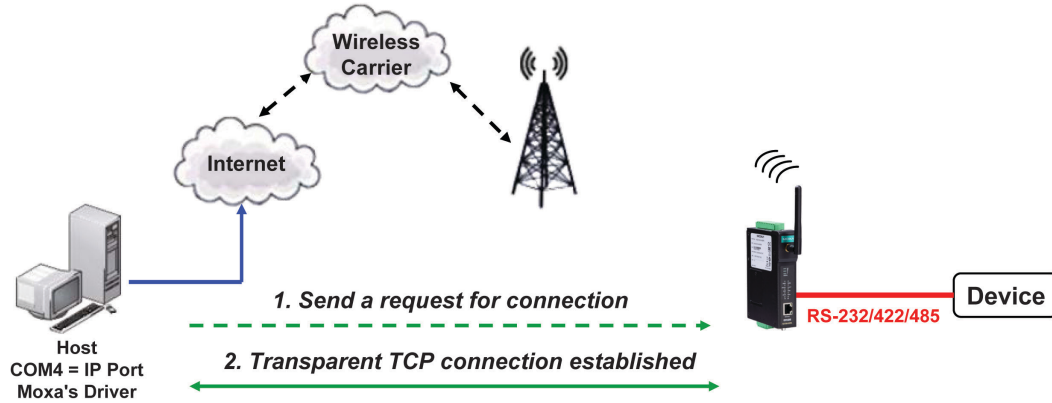 Wireless
Carrier
Internet
1. Send a request for connection
RS-232/422/485
Device
Host
COM4 = IP Port
Moxa's Driver
2. Transparent TCP connection established